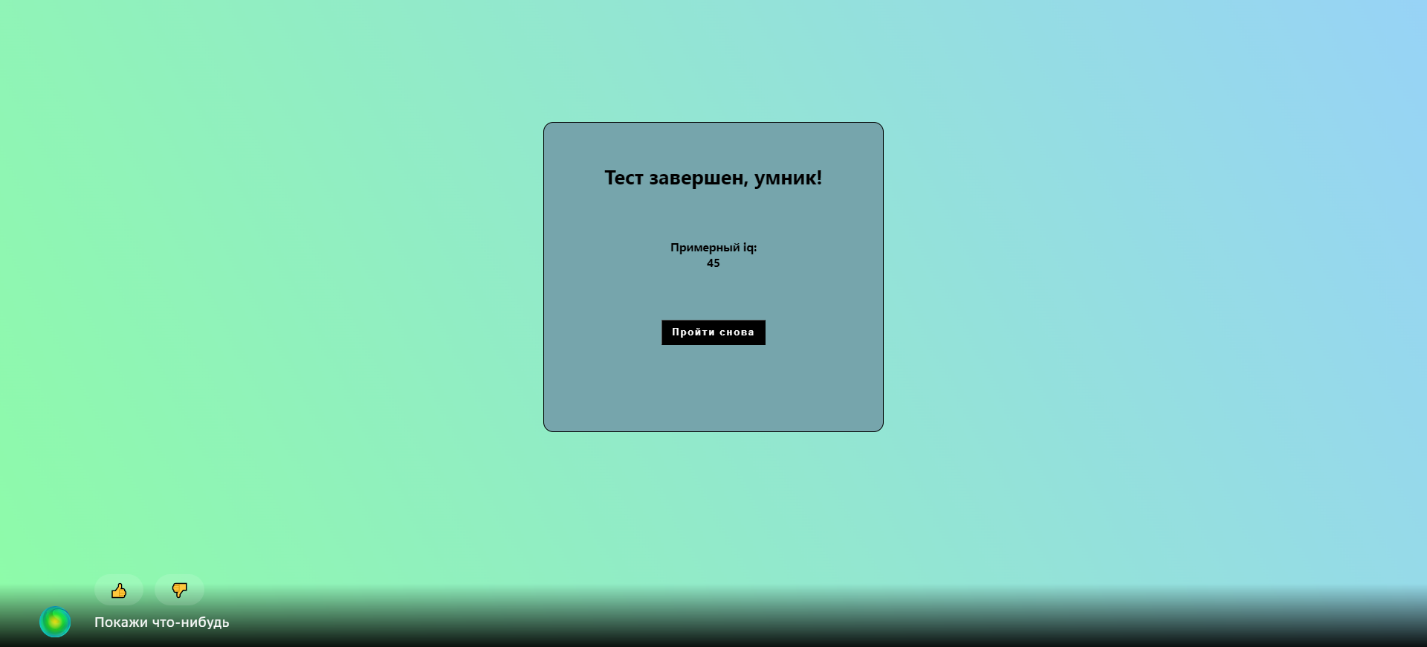 Тест завершен, умник!
Примерный iq:
45
Пройти снова
Покажи что-нибудь